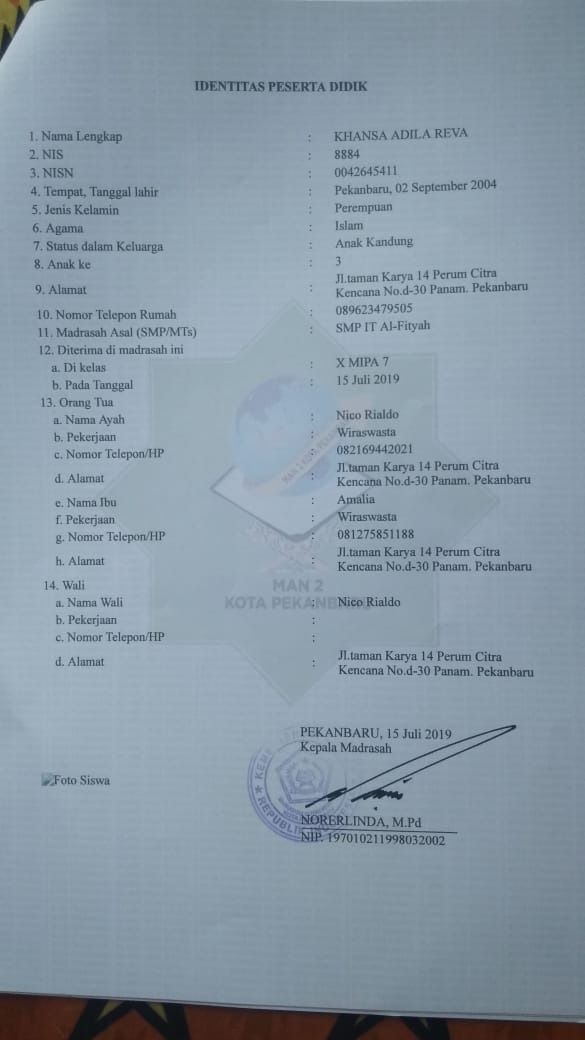 IDENTITAS PESERTA DIDIK
1. Nama Lengkap : KHANSA ADILA REVA
2. NIS : 8884
3. NISN : 0042645411
4. Tempat, Tanggal lahir : Pekanbaru, 02 September 2004
5. Jenis Kelamin : Perempuan
6. Agama : Islam
7. Status dalam Keluarga : Anak Kandung
8. Anak ke : 3
9. Alamat : Jl.taman Karya 14 Perum Citra
Kencana No.d-30 Panam. Pekanbaru
10. Nomor Telepon Rumah : 089623479505
11. Madrasah Asal (SMP/MTs) : SMP IT Al-Fityah
12. Diterima di madrasah ini
a. Di kelas : X MIPA 7
b. Pada Tanggal : 15 Juli 2019
13. Orang Tua
a. Nama Ayah : Nico Rialdo
b. Pekerjaan : Wiraswasta
c. Nomor Telepon/HP : 082169442021
d. Alamat : Jl.taman Karya 14 Perum Citra
Kencana No.d-30 Panam. Pekanbaru
e. Nama Ibu : Amalia
f. Pekerjaan : Wiraswasta
g. Nomor Telepon/HP : 081275851188
h. Alamat : Jl.taman Karya 14 Perum Citra
Kencana No.d-30 Panam. Pekanbaru
14. Wali
a. Nama Wali : Nico Rialdo
b. Pekerjaan :
c. Nomor Telepon/HP :
d. Alamat : Jl.taman Karya 14 Perum Citra
Kencana No.d-30 Panam. Pekanbaru
MAN 2
KOTA PEKANBARU
PEKANBARU, 15 Juli 2019
Kepala Madrasah
Foto Siswa
REPUBLIK
NORERLINDA, M.Pd
NIP. 197010211998032002